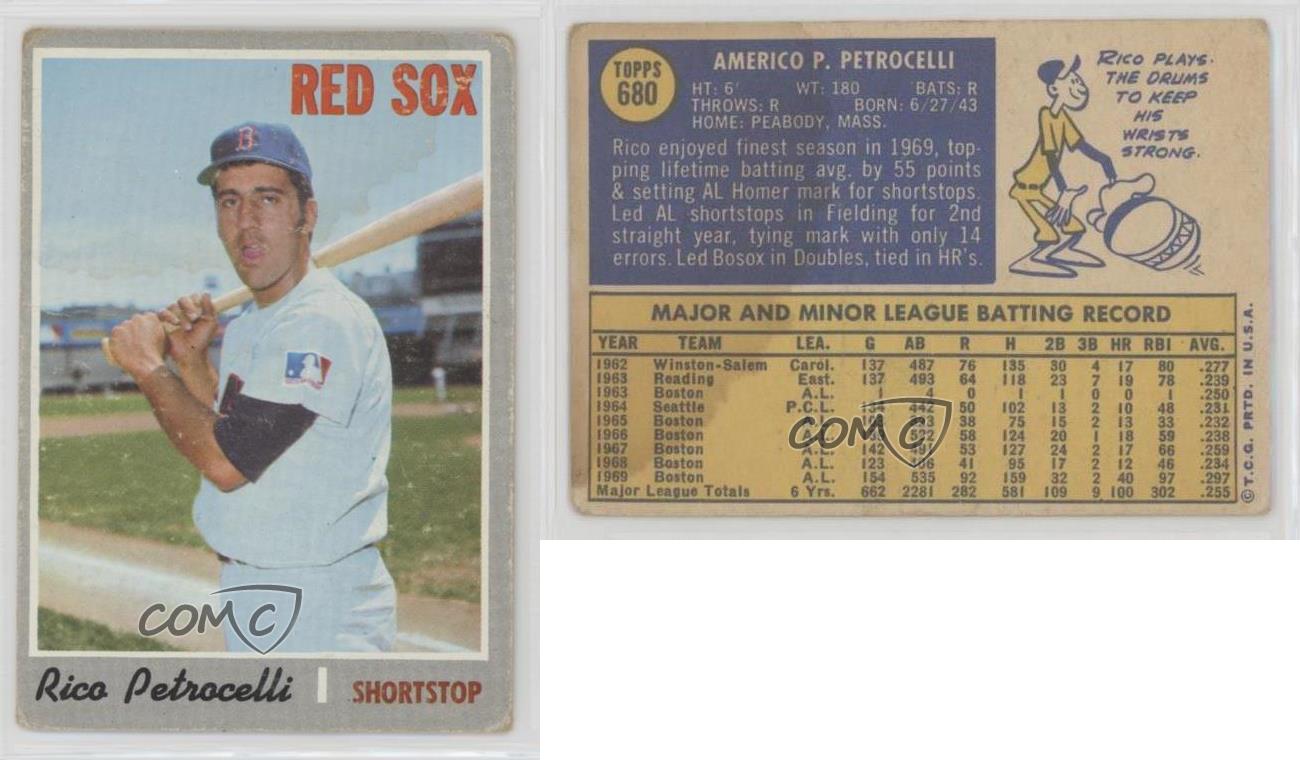 RED SOX
B
COMC
Rico Petrocelli
SHORTSTOP
TOPPS
680
AMERICO P. PETROCELLI
HT: 6' WT: 180 BATS: R
THROWS: R BORN: 6/27/43
HOME: PEABODY, MASS.
Rico enjoyed finest season in 1969, top-
ping lifetime batting avg. by 55 points
& setting AL Homer mark for shortstops.
Led AL shortstops in Fielding for 2nd
straight year, tying mark with only 14
errors. Led Bosox in Doubles, tied in HR's.
RICO PLAYS
THE DRUMS
TO KEEP
HIS
WRISTS
STRONG.
MAJOR AND MINOR LEAGUE BATTING RECORD
YEAR TEAM LEA. G AB R H 2B 3B HR RBI AVG.
1962 Winston-Salem Carol. 137 487 76 135 30 4 17 80 .277
1963 Reading East. 137 493 64 118 23 7 19 78 .239
1963 Boston A.L. 1 4 0 1 1 0 0 1 .250
1964 Seattle P.C.L. 134 442 50 102 13 2 10 48 .231
1965 Boston 38 75 15 2 13 33 .232
1966 Boston A.L. 522 58 124 20 1 18 59 .238
1967 Boston A.L. 142 491 53 127 24 2 17 66 .259
1968 Boston A.L. 123 41 95 17 2 12 46 .234
1969 Boston A.L. 154 535 92 159 32 2 40 97 .297
Major League Totals 6 Yrs. 662 2281 282 581 109 9 100 302 .255
COMC
© T.C.G. PRTD. IN U.S.A.